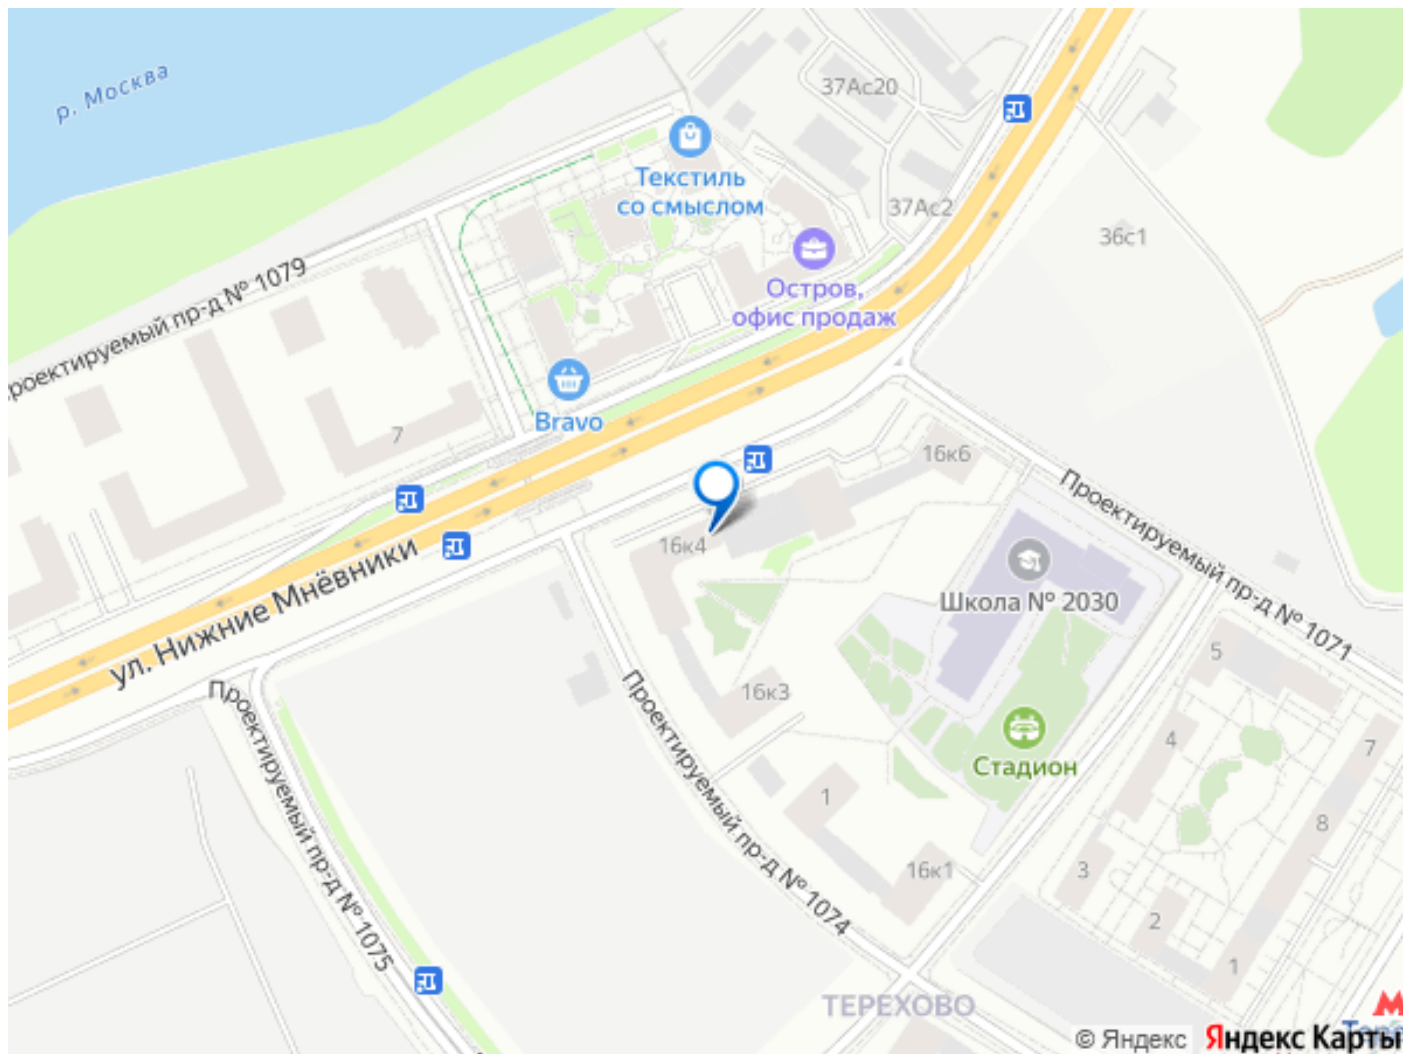 р. Москва
37Ас20
Текстиль
со смыслом
37Ас2
36с1
Остров,
офис продаж
роектируемый пр-д № 1079
Bravo
7
16к6
Проектируемый пр-д № 1071
16к4
ул. Нижние Мнёвники
Школа № 2030
5
16к3
Проектируемый пр-д № 1074
Проектируемый пр-д № 1075
4
7
Стадион
1
8
16к1
3
2
1
ТЕРЕХОВО
© Яндекс
Яндекс Карты